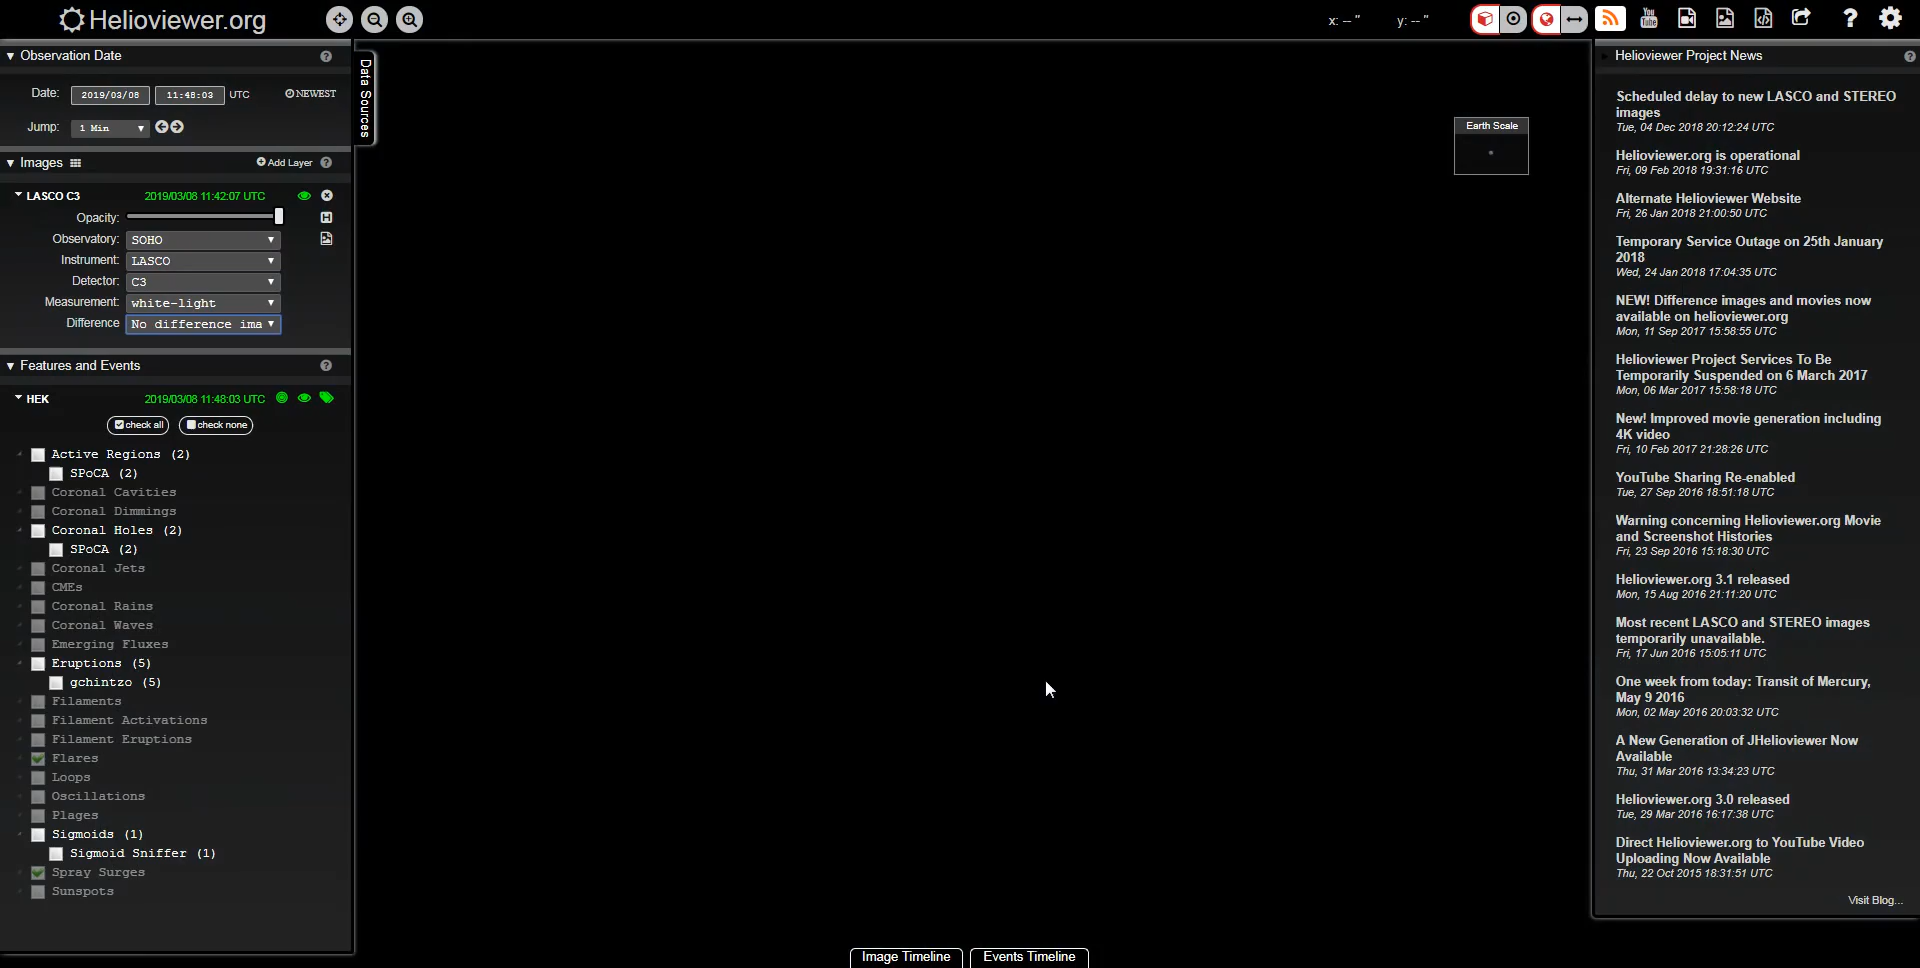 Helioviewer.org
x: -- "
y: -- "
You Tube
Observation Date
Date: 2019/03/08 11:48:03 UTC NEWEST
Jump: 1 Min
Images
Add Layer
LASCO C3 2019/03/08 11:42:07 UTC
Opacity:
Observatory: SOHO
Instrument: LASCO
Detector: C3
Measurement: white-light
Difference No difference ima
Features and Events
HEK 2019/03/08 11:48:03 UTC
check all check none
Active Regions (2)
SPoCA (2)
Coronal Cavities
Coronal Dimmings
Coronal Holes (2)
SPoCA (2)
Coronal Jets
CMEs
Coronal Rains
Coronal Waves
Emerging Fluxes
Eruptions (5)
gchintzo (5)
Filaments
Filament Activations
Filament Eruptions
Flares
Loops
Oscillations
Plages
Sigmoids (1)
Sigmoid Sniffer (1)
Spray Surges
Sunspots
Data Sources
Earth Scale
Image Timeline
Events Timeline
Helioviewer Project News
Scheduled delay to new LASCO and STEREO
images
Tue, 04 Dec 2018 20:12:24 UTC
Helioviewer.org is operational
Fri, 09 Feb 2018 19:31:16 UTC
Alternate Helioviewer Website
Fri, 26 Jan 2018 21:00:50 UTC
Temporary Service Outage on 25th January
2018
Wed, 24 Jan 2018 17:04:35 UTC
NEW! Difference images and movies now
available on helioviewer.org
Mon, 11 Sep 2017 15:58:55 UTC
Helioviewer Project Services To Be
Temporarily Suspended on 6 March 2017
Mon, 06 Mar 2017 15:58:18 UTC
New! Improved movie generation including
4K video
Fri, 10 Feb 2017 21:28:26 UTC
YouTube Sharing Re-enabled
Tue, 27 Sep 2016 18:51:18 UTC
Warning concerning Helioviewer.org Movie
and Screenshot Histories
Fri, 23 Sep 2016 15:18:30 UTC
Helioviewer.org 3.1 released
Mon, 15 Aug 2016 21:11:20 UTC
Most recent LASCO and STEREO images
temporarily unavailable.
Fri, 17 Jun 2016 15:05:11 UTC
One week from today: Transit of Mercury,
May 9 2016
Mon, 02 May 2016 20:03:32 UTC
A New Generation of JHelioviewer Now
Available
Thu, 31 Mar 2016 13:34:23 UTC
Helioviewer.org 3.0 released
Tue, 29 Mar 2016 16:17:38 UTC
Direct Helioviewer.org to YouTube Video
Uploading Now Available
Thu, 22 Oct 2015 18:31:51 UTC
Visit Blog...